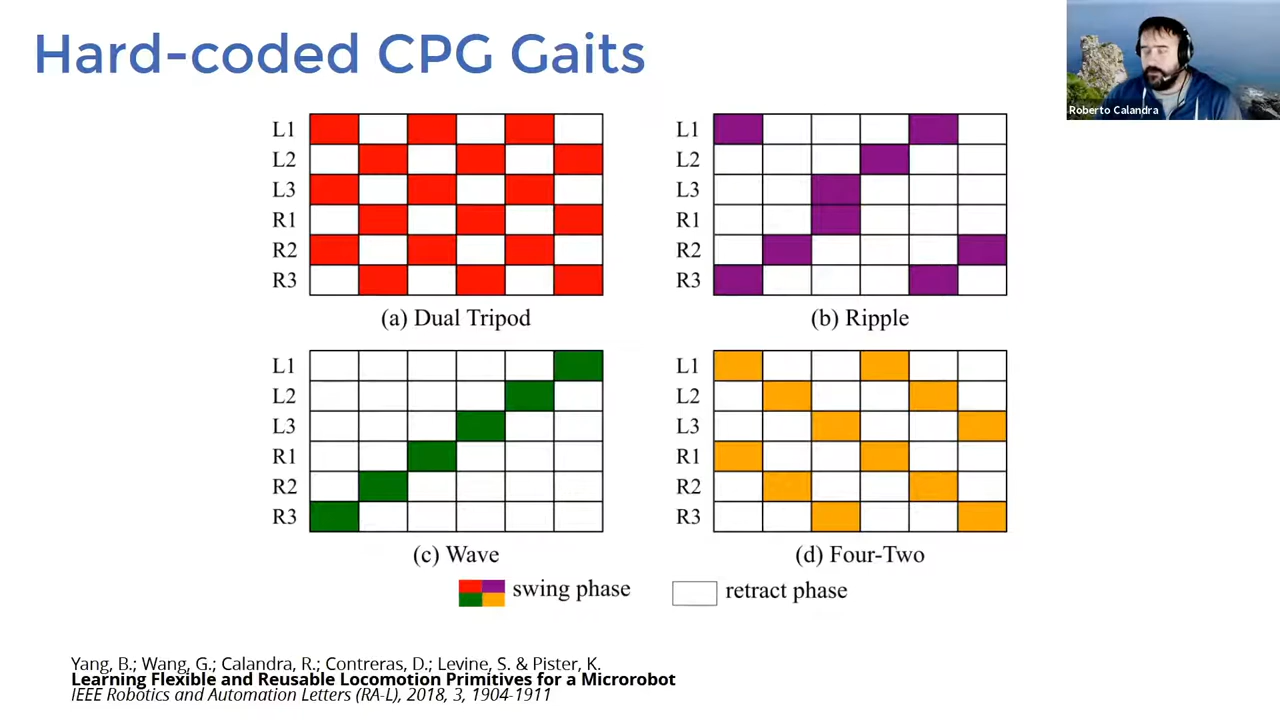 Hard-coded CPG Gaits
Roberto Calandra
L1
L2
L3
R1
R2
R3
(a) Dual Tripod
L1
L2
L3
R1
R2
R3
(b) Ripple
L1
L2
L3
R1
R2
R3
(c) Wave
L1
L2
L3
R1
R2
R3
(d) Four-Two
swing phase
retract phase
Yang, B.; Wang, G.; Calandra, R.; Contreras, D.; Levine, S. & Pister, K.
Learning Flexible and Reusable Locomotion Primitives for a Microrobot
IEEE Robotics and Automation Letters (RA-L), 2018, 3, 1904-1911